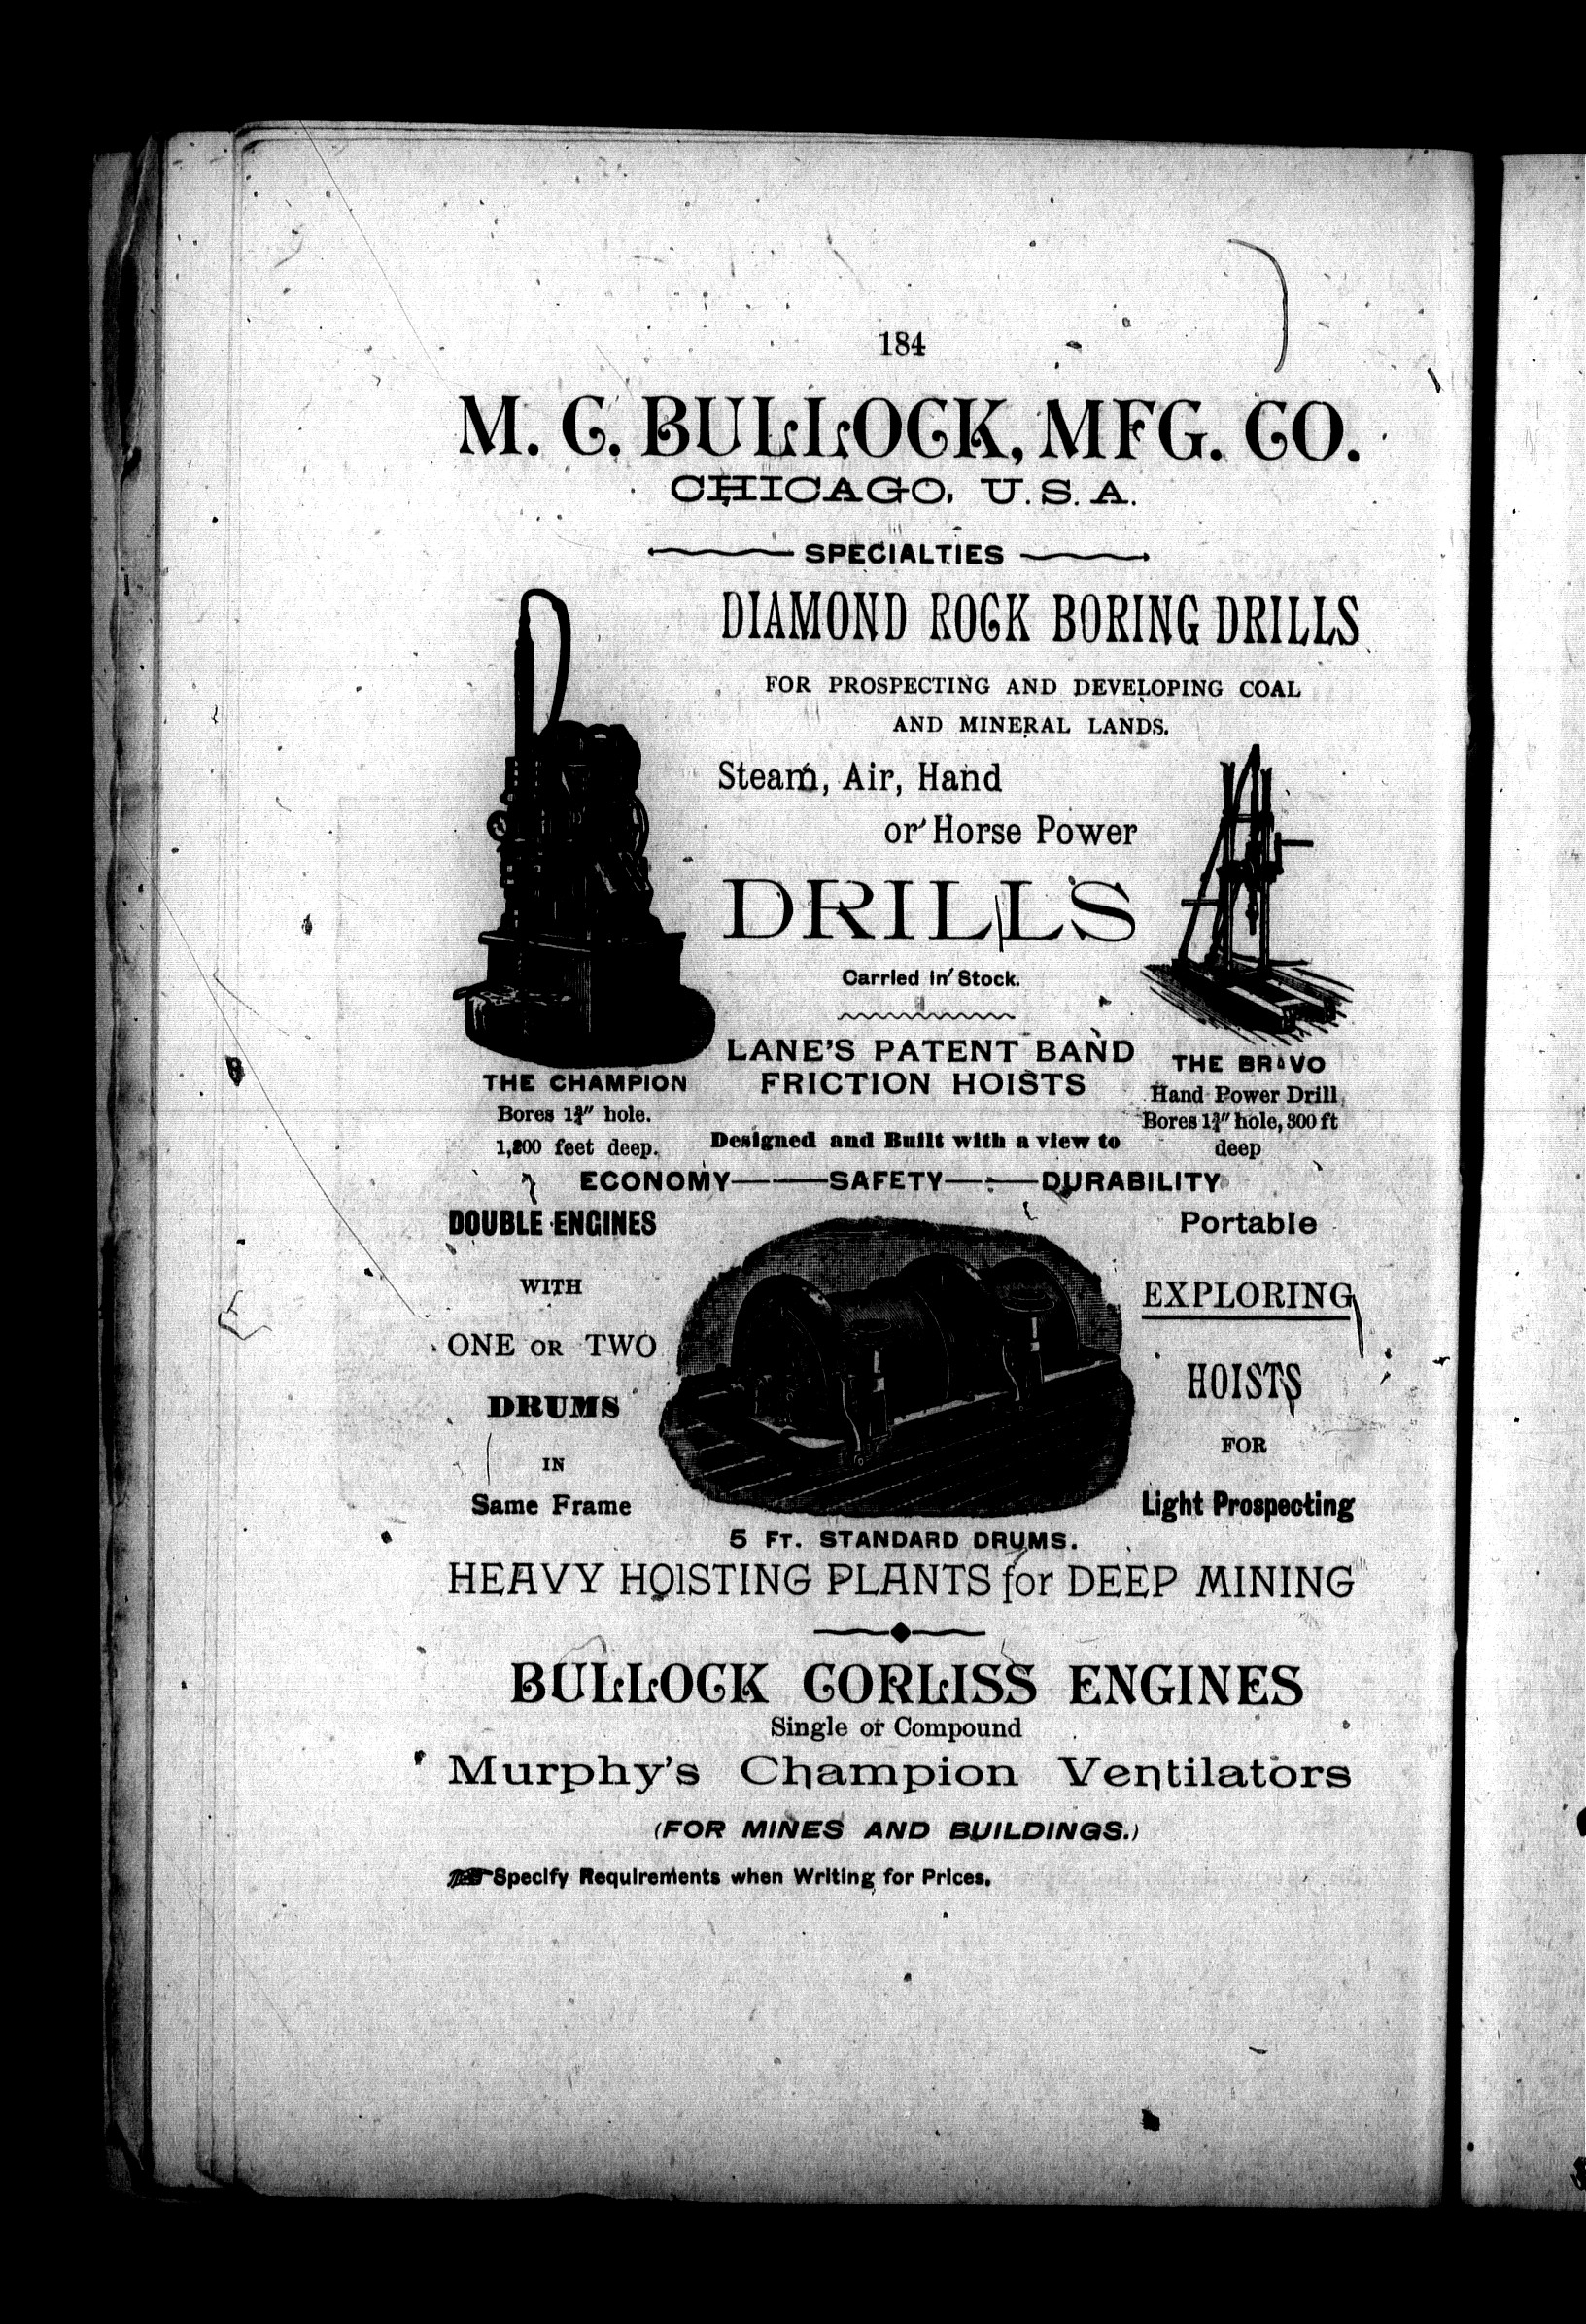 184
M. C. BULLOCK, MFG. CO.
CHICAGO, U.S.A.
SPECIALTIES
DIAMOND ROCK BORING DRILLS
FOR PROSPECTING AND DEVELOPING COAL
AND MINERAL LANDS.
Steam, Air, Hand
or Horse Power
DRILLS
Carried in Stock.
LANE'S PATENT BAND
FRICTION HOISTS
THE CHAMPION
Bores 1¾" hole.
feet deep.
THE BRAVO
Hand Power Drill
Bores 1¾" hole, 300 ft
deep
Designed and Built with a view to
ECONOMY——SAFETY——DURABILITY
DOUBLE ENGINES
WITH
ONE OR TWO
DRUMS
IN
Same Frame
Portable
EXPLORING
HOISTS
FOR
Light Prospecting
5 FT. STANDARD DRUMS.
HEAVY HOISTING PLANTS for DEEP MINING
BULLOCK CORLISS ENGINES
Single or Compound
Murphy's Champion Ventilators
(FOR MINES AND BUILDINGS.)
☞Specify Requirements when Writing for Prices.